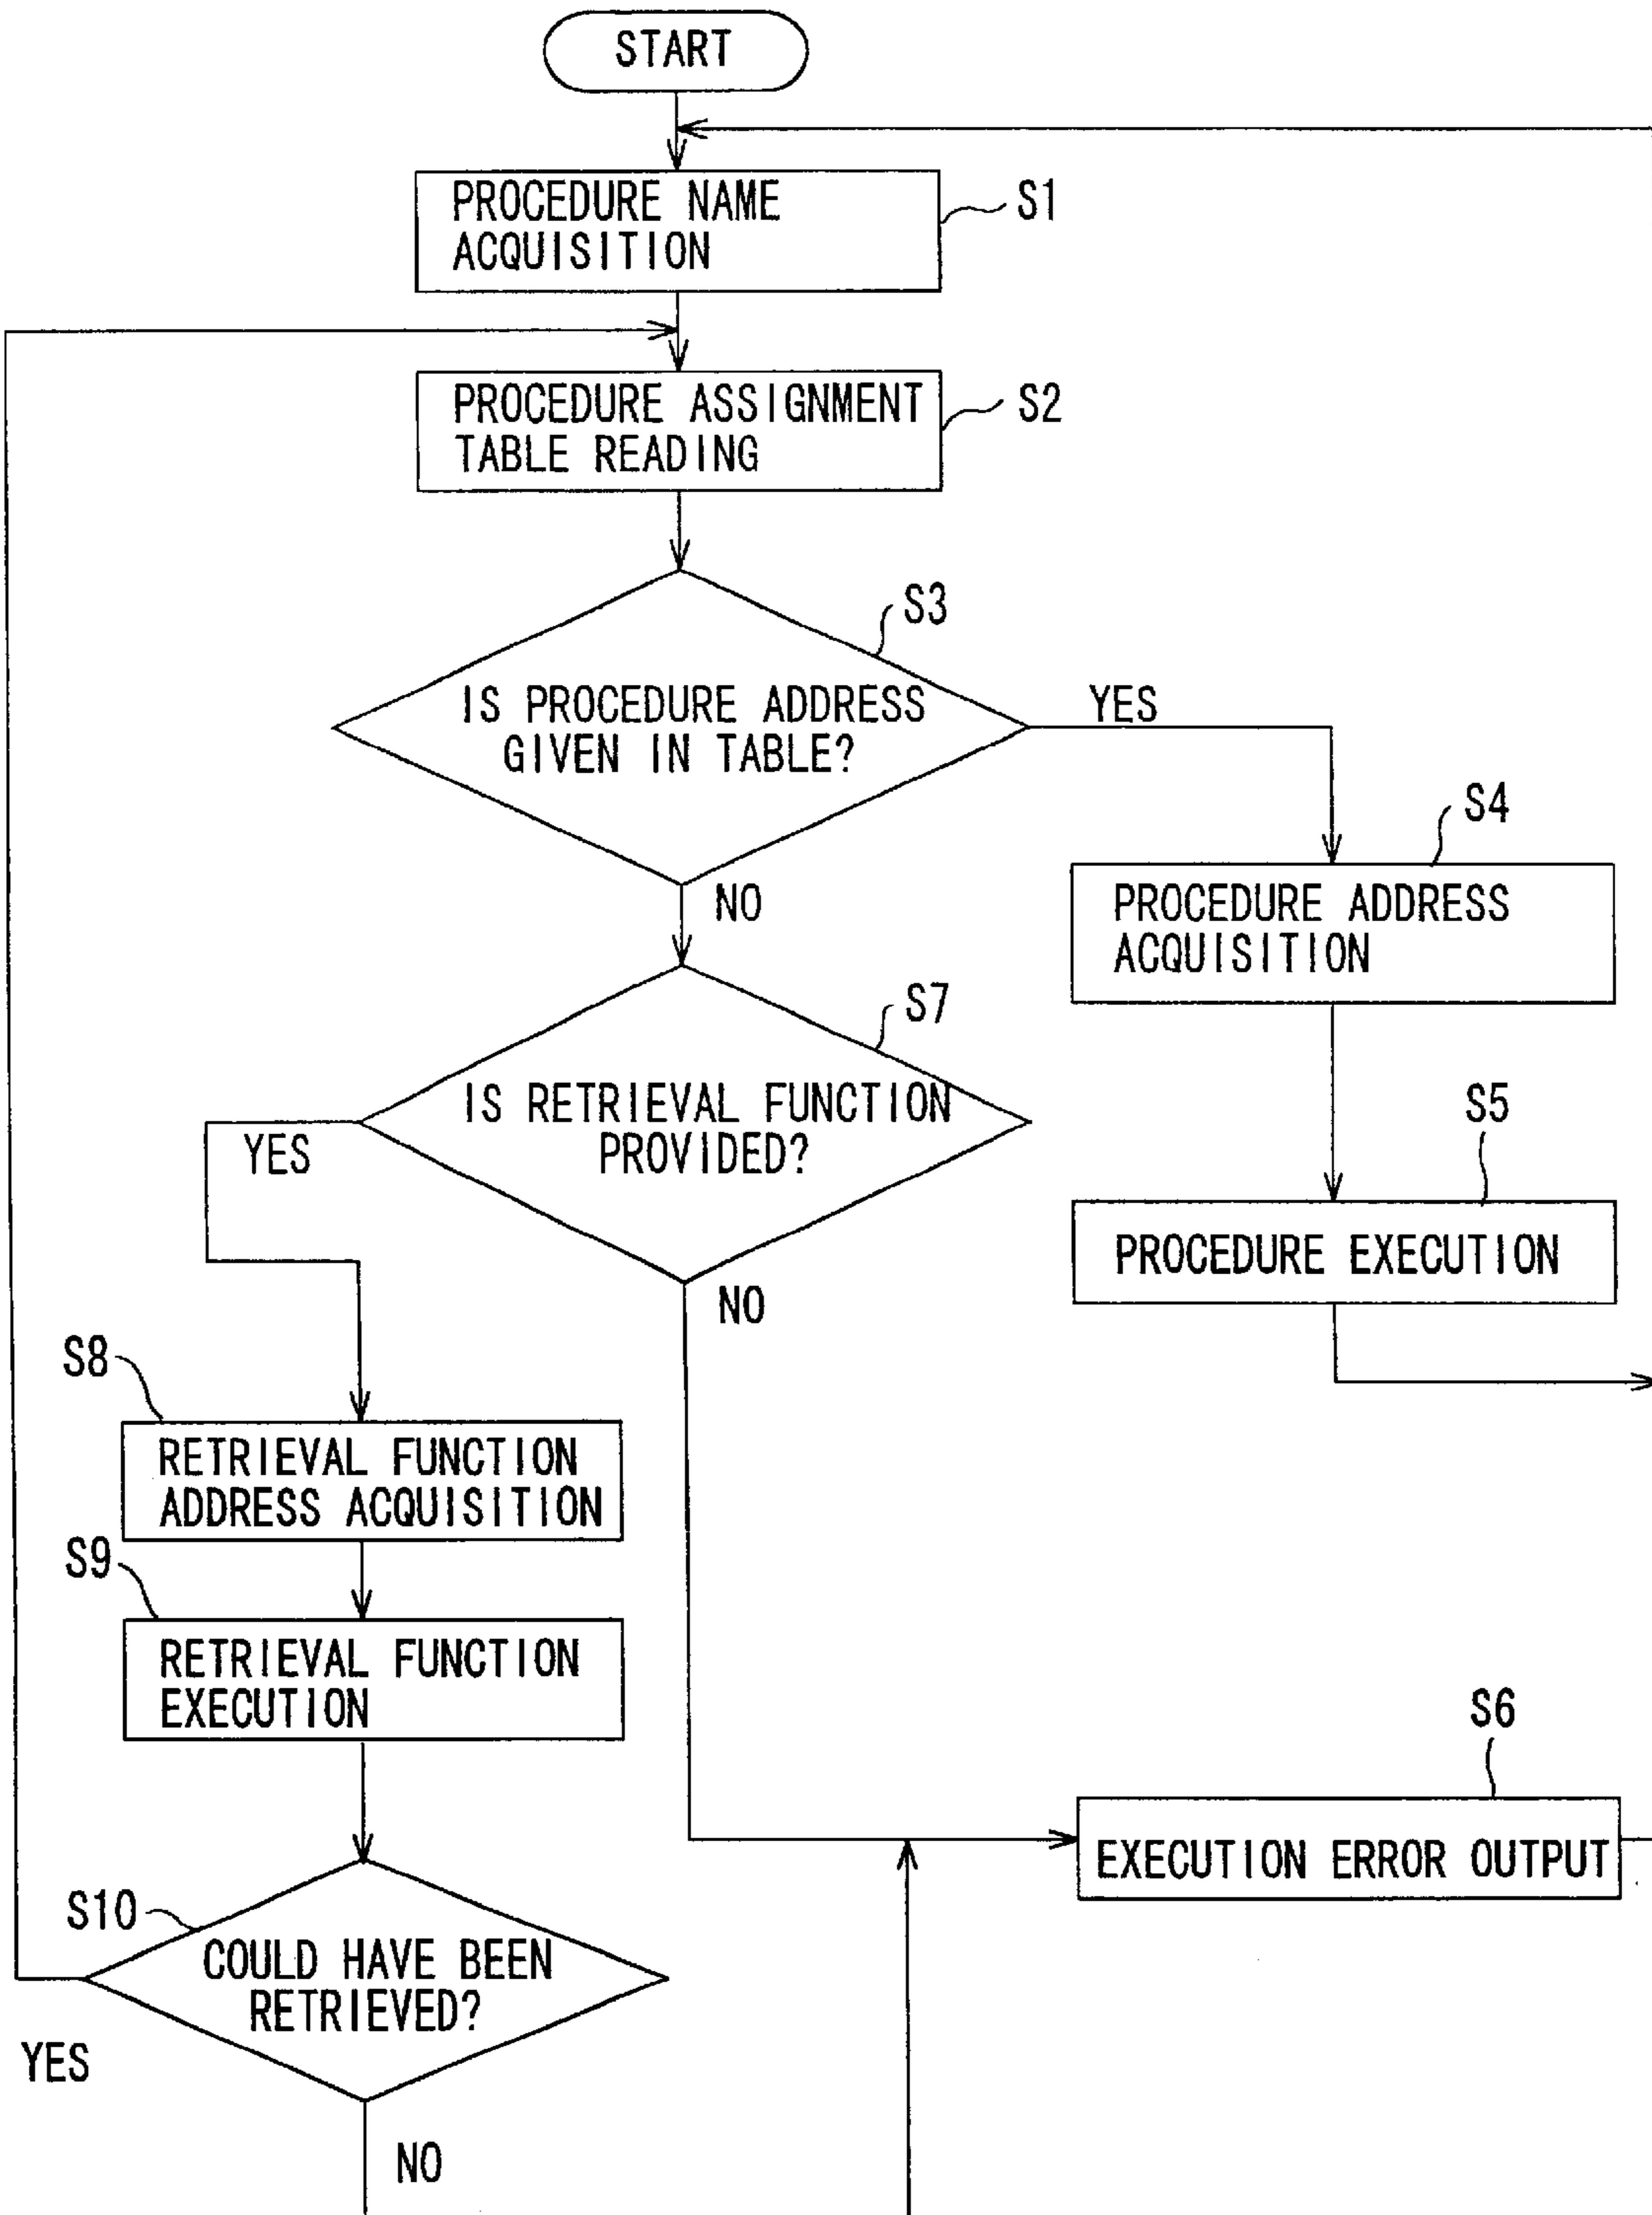 START
PROCEDURE NAME
ACQUISITION
S1
PROCEDURE ASSIGNMENT
TABLE READING
S2
S3
IS PROCEDURE ADDRESS
GIVEN IN TABLE?
YES
NO
S4
PROCEDURE ADDRESS
ACQUISITION
S5
PROCEDURE EXECUTION
S7
IS RETRIEVAL FUNCTION
PROVIDED?
YES
NO
S8
RETRIEVAL FUNCTION
ADDRESS ACQUISITION
S9
RETRIEVAL FUNCTION
EXECUTION
S6
EXECUTION ERROR OUTPUT
S10
COULD HAVE BEEN
RETRIEVED?
YES
NO